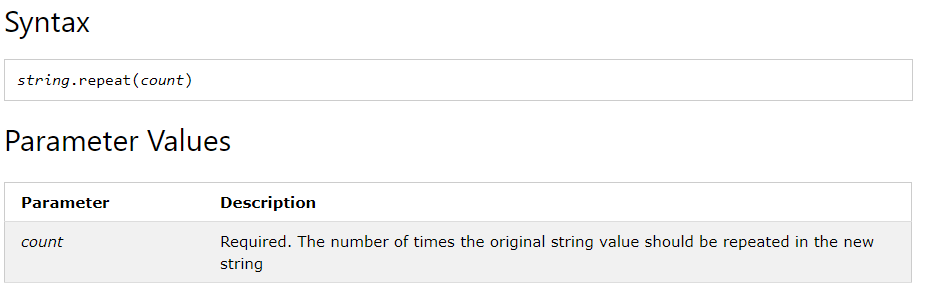 Syntax
string.repeat(count)
Parameter Values
Parameter Description
count Required. The number of times the original string value should be repeated in the new
string